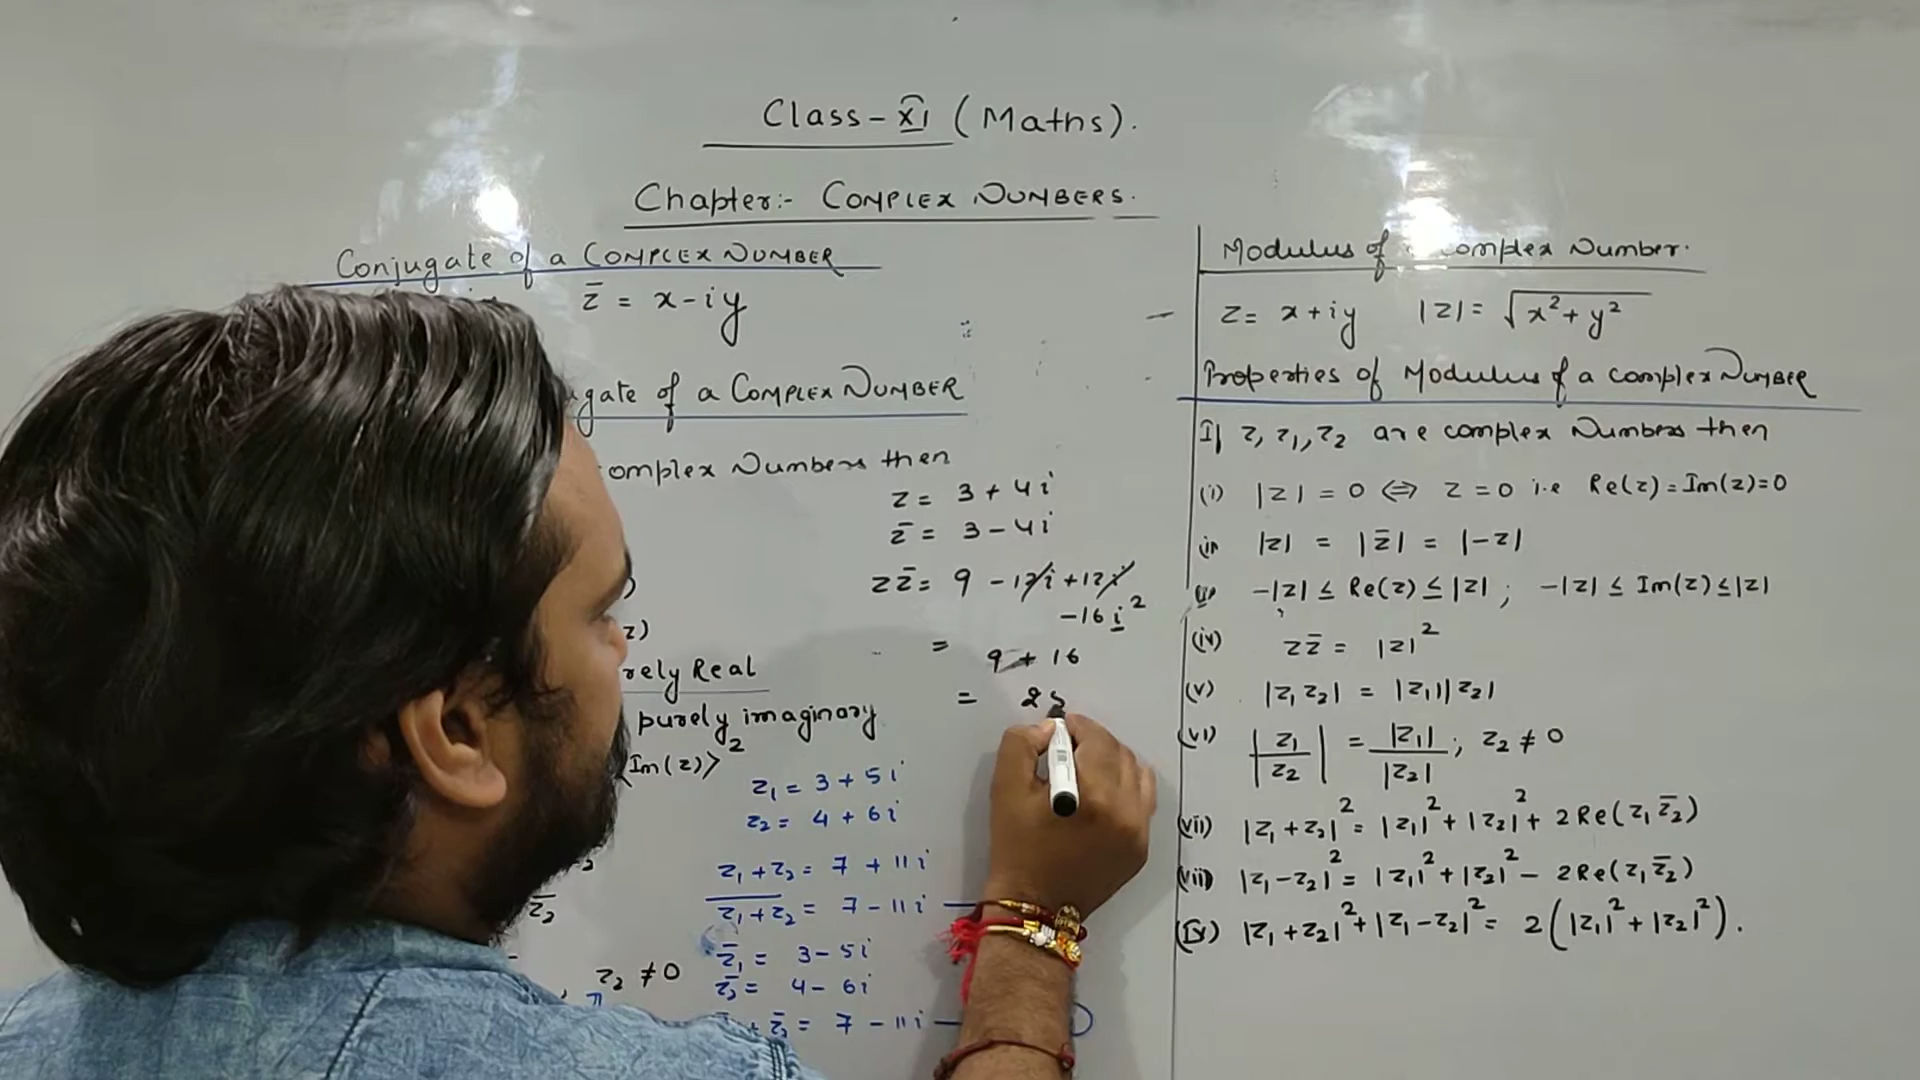 Class - XI (Maths).
Chapter:- COMPLEX NUMBERS.
Conjugate of a COMPLEX NUMBER
z̄ = x - iy
gate of a COMPLEX NUMBER
omplex Numbers then
z = 3 + 4i
z̄ = 3 - 4i
zz̄ = 9 - 12i + 12i
-16i²
= 9 + 16
= 25
z)
rely Real
purely imaginary
(Im(z))²
z₁ = 3 + 5i
z₂ = 4 + 6i
z₁ + z₂ = 7 + 11i
\overline{z₁ + z₂} = 7 - 11i
z̄₁ = 3 - 5i
z̄₂ = 4 - 6i
+ z̄₂ = 7 - 11i
z̄₂
, z₂ ≠ 0
Modulus of complex Number.
z = x + iy |z| = √(x² + y²)
Properties of Modulus of a complex NUMBER
If z, z₁, z₂ are complex Numbers then
(i) |z| = 0 ⇔ z = 0 i.e Re(z) = Im(z) = 0
(ii) |z| = |z̄| = |-z|
(iii) -|z| ≤ Re(z) ≤ |z| ; -|z| ≤ Im(z) ≤ |z|
(iv) zz̄ = |z|²
(v) |z₁z₂| = |z₁||z₂|
(vi) |z₁/z₂| = |z₁|/|z₂| ; z₂ ≠ 0
(vii) |z₁ + z₂|² = |z₁|² + |z₂|² + 2Re(z₁z̄₂)
(viii) |z₁ - z₂|² = |z₁|² + |z₂|² - 2Re(z₁z̄₂)
(ix) |z₁ + z₂|² + |z₁ - z₂|² = 2(|z₁|² + |z₂|²).